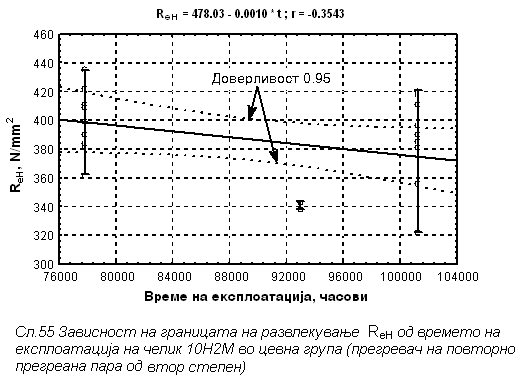 ReH = 478.03 - 0.0010 * t ; r = -0.3543
460
440
420
400
380
360
340
320
300
ReH, N/mm²
Доверливост 0.95
76000 80000 84000 88000 92000 96000 100000 104000
Време на експлоатација, часови
Сл.55 Зависност на границата на развлекување ReH од времето на
експлоатација на челик 10Н2М во цевна група (прегревач на повторно
прегреана пара од втор степен)